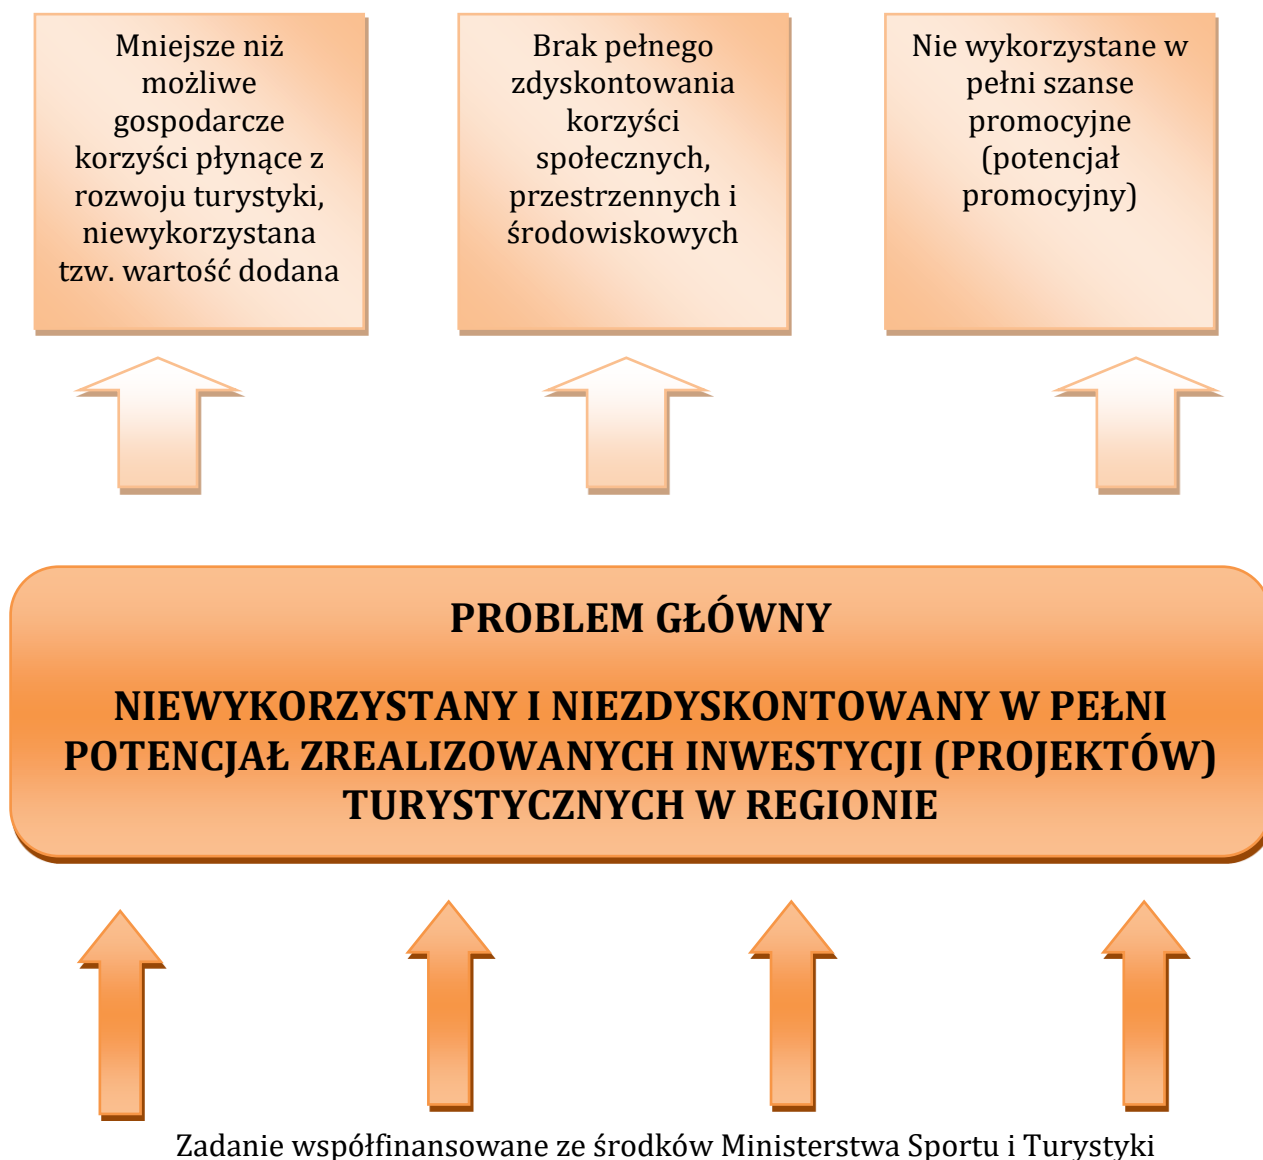 Mniejsze niż
możliwe
gospodarcze
korzyści płynące z
rozwoju turystyki,
niewykorzystana
tzw. wartość dodana
Brak pełnego
zdyskontowania
korzyści
społecznych,
przestrzennych i
środowiskowych
Nie wykorzystane w
pełni szanse
promocyjne
(potencjał
promocyjny)
PROBLEM GŁÓWNY
NIEWYKORZYSTANY I NIEZDYSKONTOWANY W PEŁNI
POTENCJAŁ ZREALIZOWANYCH INWESTYCJI (PROJEKTÓW)
TURYSTYCZNYCH W REGIONIE
Zadanie współfinansowane ze środków Ministerstwa Sportu i Turystyki